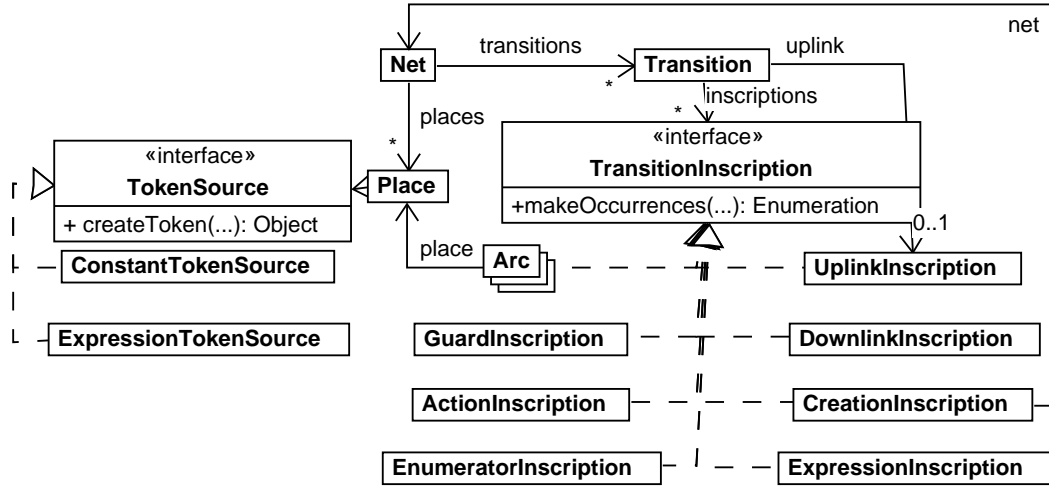 net
transitions
uplink
Net
Transition
*
inscriptions
*
places
*
«interface»
TransitionInscription
+makeOccurrences(...): Enumeration
«interface»
TokenSource
+ createToken(...): Object
Place
0..1
place
Arc
ConstantTokenSource
UplinkInscription
ExpressionTokenSource
GuardInscription
DownlinkInscription
ActionInscription
CreationInscription
EnumeratorInscription
ExpressionInscription